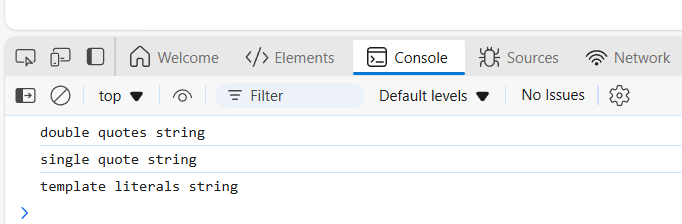 Welcome </> Elements Console Sources Network
top Filter Default levels No Issues
double quotes string
single quote string
template literals string
>